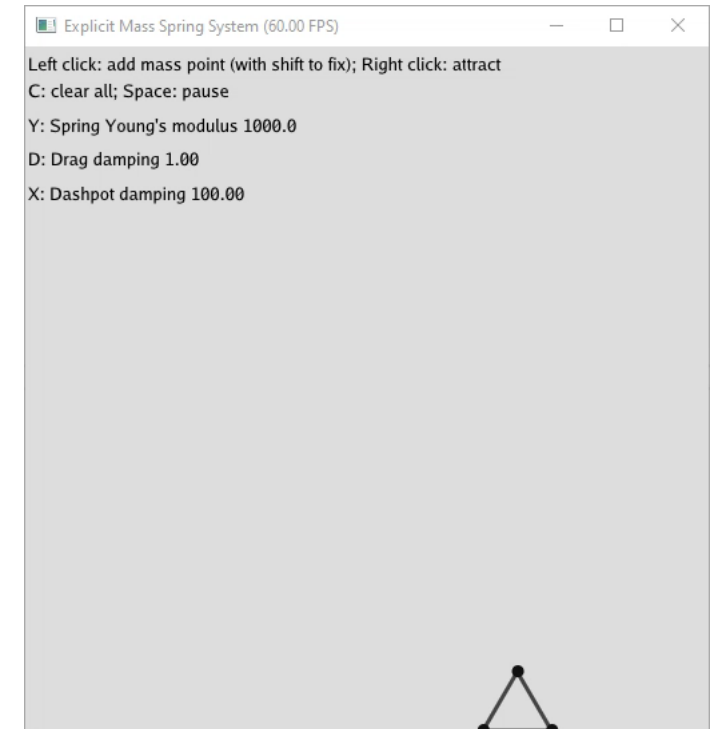 Explicit Mass Spring System (60.00 FPS)
Left click: add mass point (with shift to fix); Right click: attract
C: clear all; Space: pause
Y: Spring Young's modulus 1000.0
D: Drag damping 1.00
X: Dashpot damping 100.00